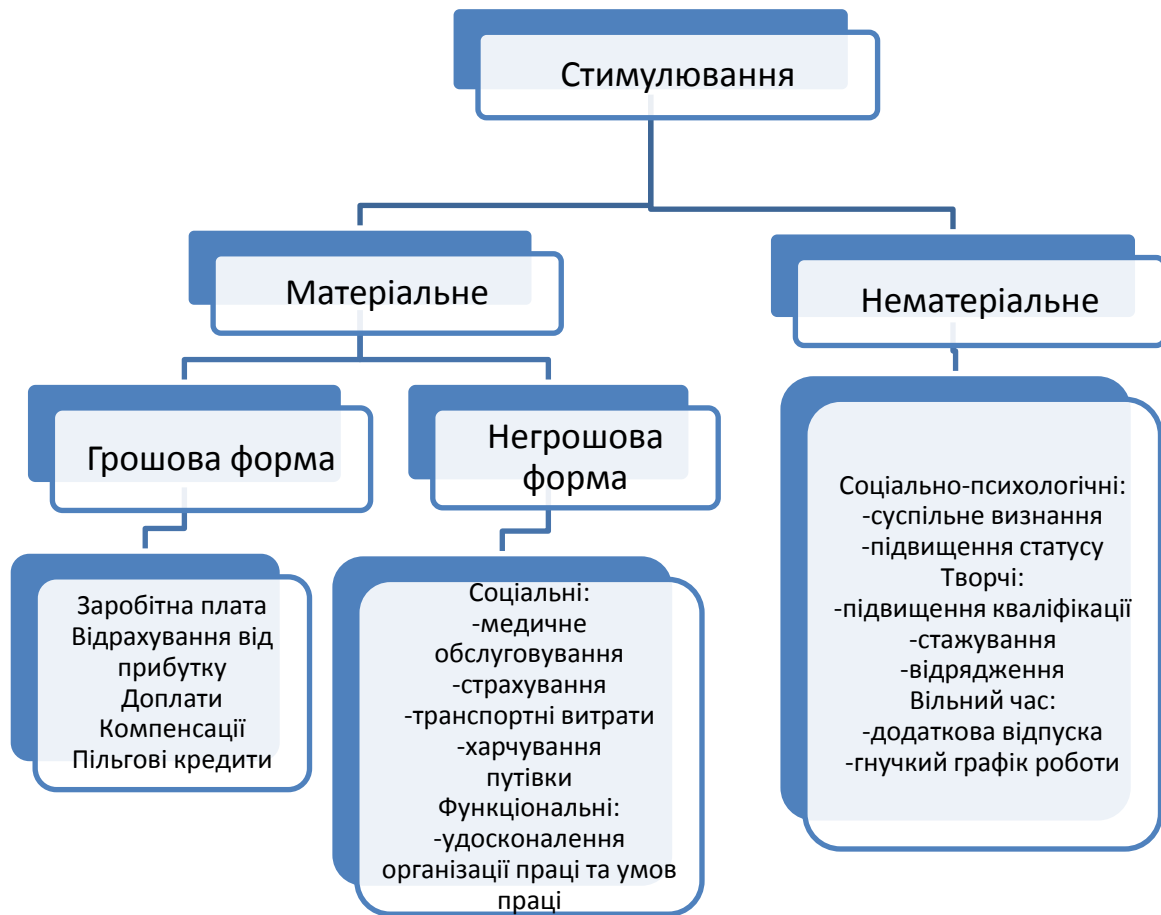 Стимулювання
Матеріальне
Нематеріальне
Грошова форма
Негрошова
форма
Заробітна плата
Відрахування від
прибутку
Доплати
Компенсації
Пільгові кредити
Соціальні:
-медичне
обслуговування
-страхування
-транспортні витрати
-харчування
путівки
Функціональні:
-удосконалення
організації праці та умов
праці
Соціально-психологічні:
-суспільне визнання
-підвищення статусу
Творчі:
-підвищення кваліфікації
-стажування
-відрядження
Вільний час:
-додаткова відпуска
-гнучкий графік роботи